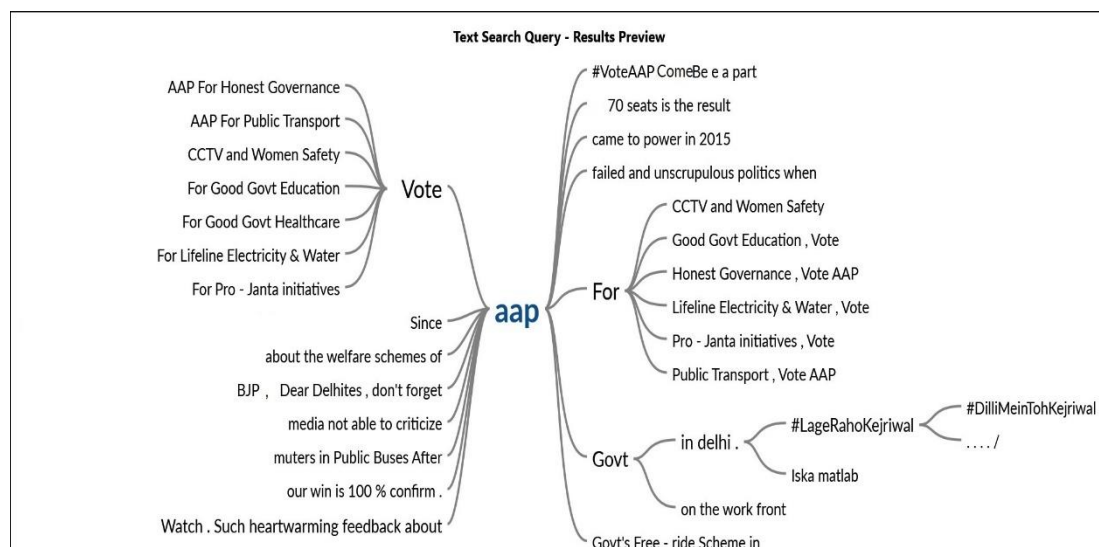 Text Search Query - Results Preview
AAP For Honest Governance
AAP For Public Transport
CCTV and Women Safety
For Good Govt Education
For Good Govt Healthcare
For Lifeline Electricity & Water
For Pro - Janta initiatives
Vote
Since
about the welfare schemes of
BJP , Dear Delhites , don't forget
media not able to criticize
muters in Public Buses After
our win is 100 % confirm .
Watch . Such heartwarming feedback about
aap
#VoteAAP ComeBe e a part
70 seats is the result
came to power in 2015
failed and unscrupulous politics when
For
CCTV and Women Safety
Good Govt Education , Vote
Honest Governance , Vote AAP
Lifeline Electricity & Water , Vote
Pro - Janta initiatives , Vote
Public Transport , Vote AAP
Govt
in delhi .
#LageRahoKejriwal
#DilliMeinTohKejriwal
. . . . /
Iska matlab
on the work front
Govt's Free - ride Scheme in